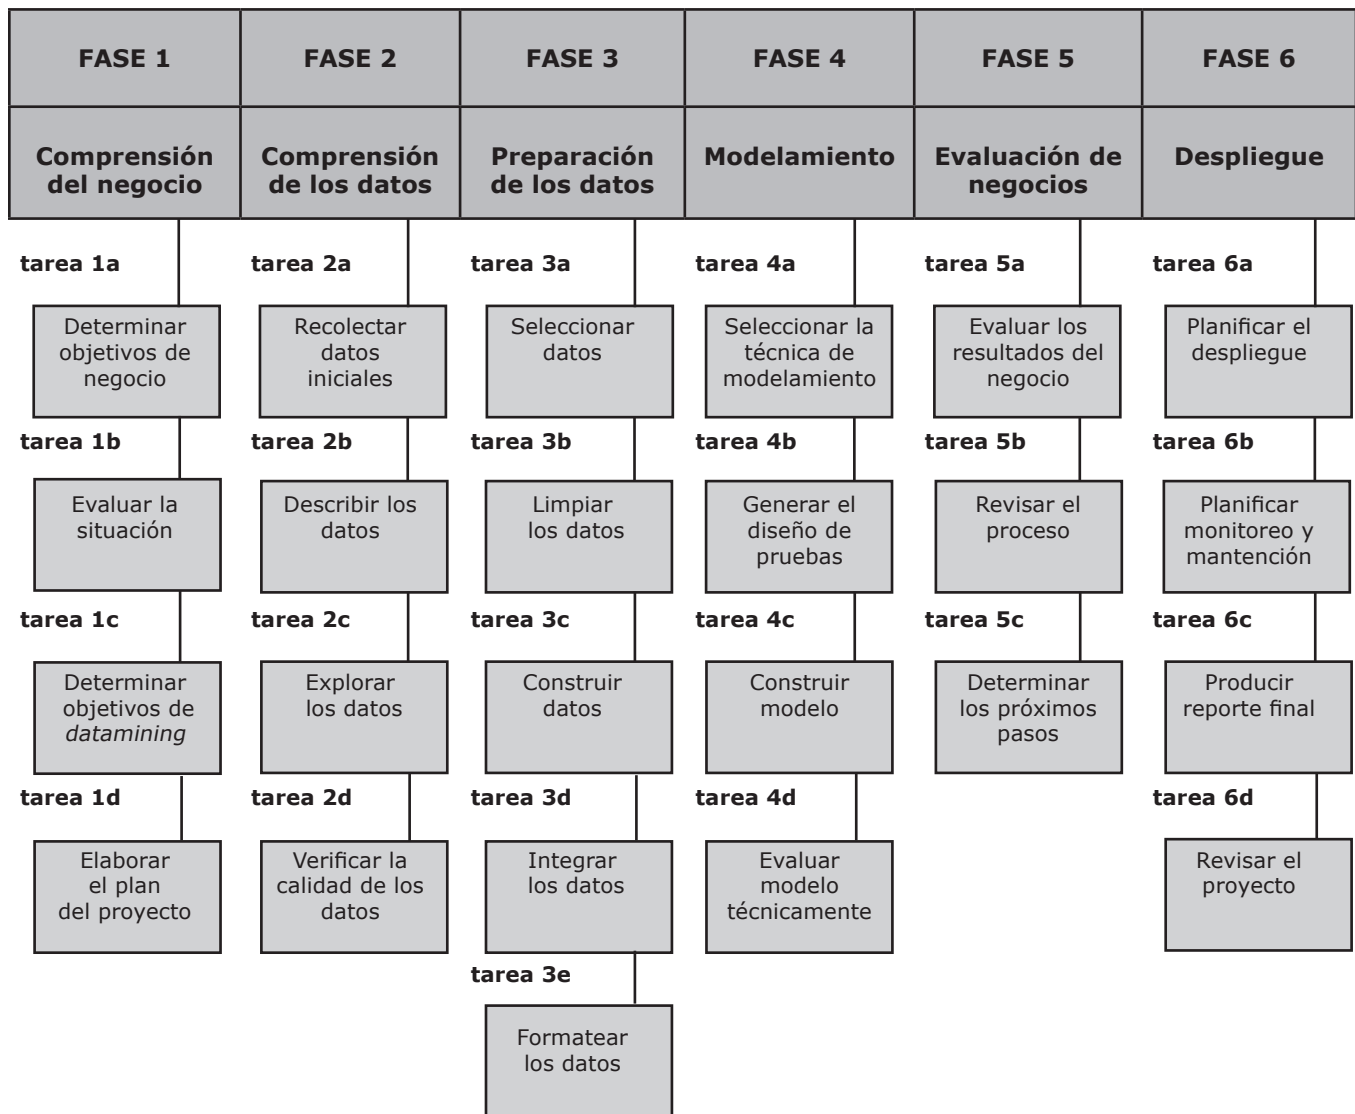 FASE 1
FASE 2
FASE 3
FASE 4
FASE 5
FASE 6
Comprensión
del negocio
Comprensión
de los datos
Preparación
de los datos
Modelamiento
Evaluación de
negocios
Despliegue
tarea 1a
tarea 2a
tarea 3a
tarea 4a
tarea 5a
tarea 6a
Determinar
objetivos de
negocio
Recolectar
datos
iniciales
Seleccionar
datos
Seleccionar la
técnica de
modelamiento
Evaluar los
resultados del
negocio
Planificar el
despliegue
tarea 1b
tarea 2b
tarea 3b
tarea 4b
tarea 5b
tarea 6b
Evaluar la
situación
Describir los
datos
Limpiar
los datos
Generar el
diseño de
pruebas
Revisar el
proceso
Planificar
monitoreo y
mantención
tarea 1c
tarea 2c
tarea 3c
tarea 4c
tarea 5c
tarea 6c
Determinar
objetivos de
datamining
Explorar
los datos
Construir
datos
Construir
modelo
Determinar
los próximos
pasos
Producir
reporte final
tarea 1d
tarea 2d
tarea 3d
tarea 4d
tarea 6d
Elaborar
el plan
del proyecto
Verificar la
calidad de los
datos
Integrar
los datos
Evaluar
modelo
técnicamente
Revisar el
proyecto
tarea 3e
Formatear
los datos